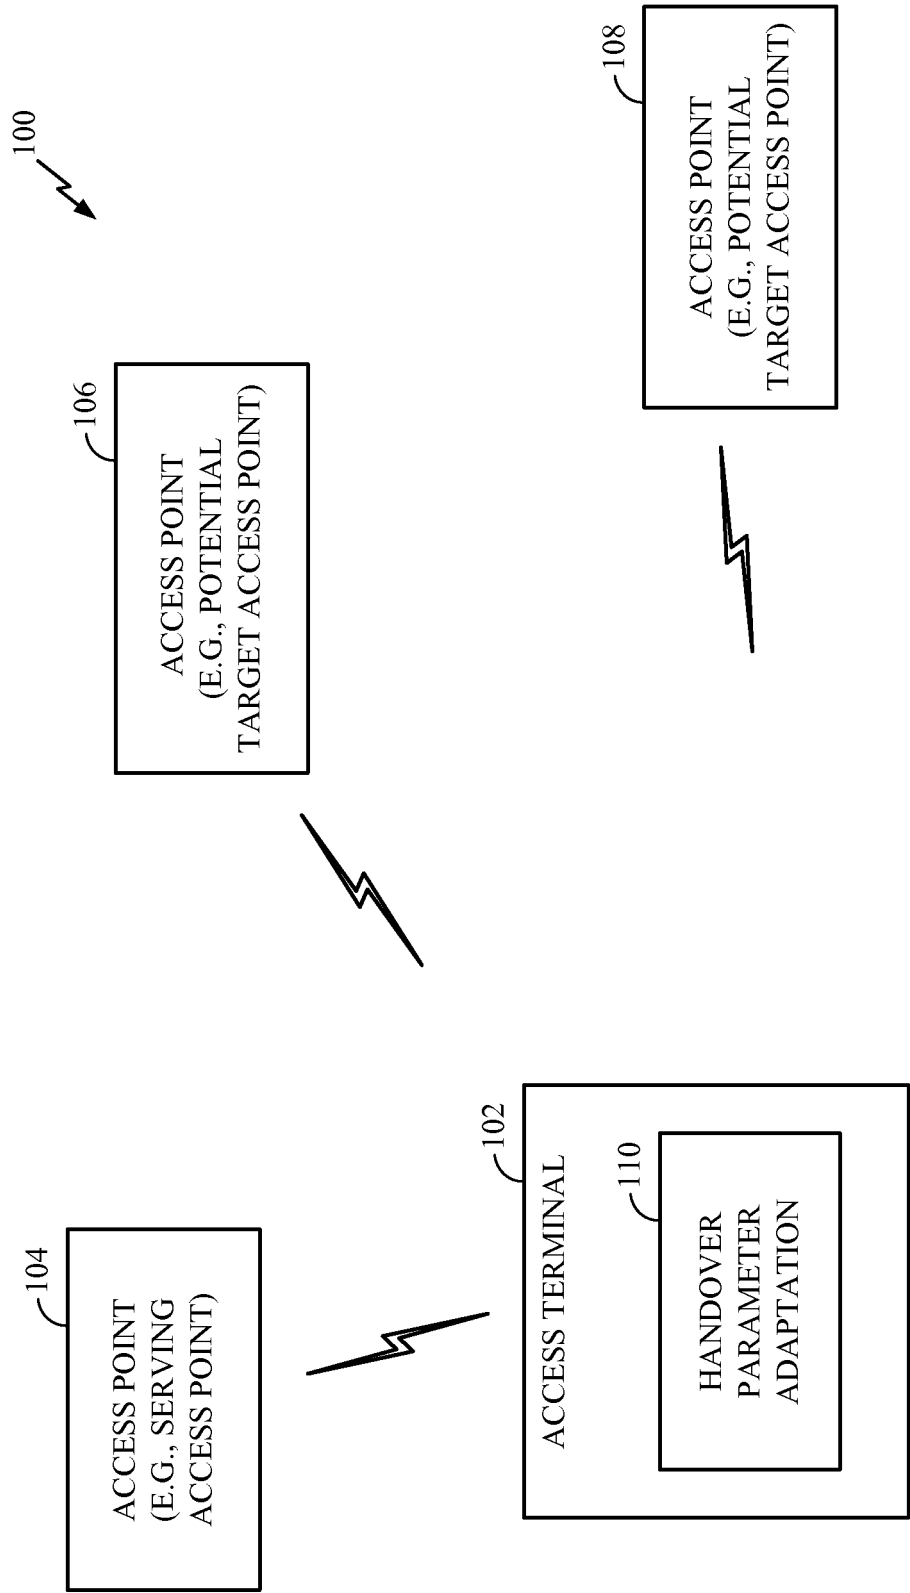 100
104
ACCESS POINT
(E.G., SERVING
ACCESS POINT)
106
ACCESS POINT
(E.G., POTENTIAL
TARGET ACCESS POINT)
102
ACCESS TERMINAL
110
HANDOVER
PARAMETER
ADAPTATION
108
ACCESS POINT
(E.G., POTENTIAL
TARGET ACCESS POINT)